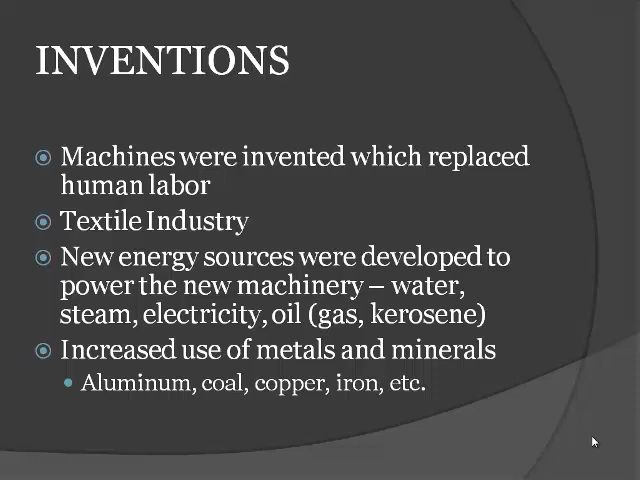 INVENTIONS
Machines were invented which replaced
human labor
Textile Industry
New energy sources were developed to
power the new machinery – water,
steam, electricity, oil (gas, kerosene)
Increased use of metals and minerals
Aluminum, coal, copper, iron, etc.